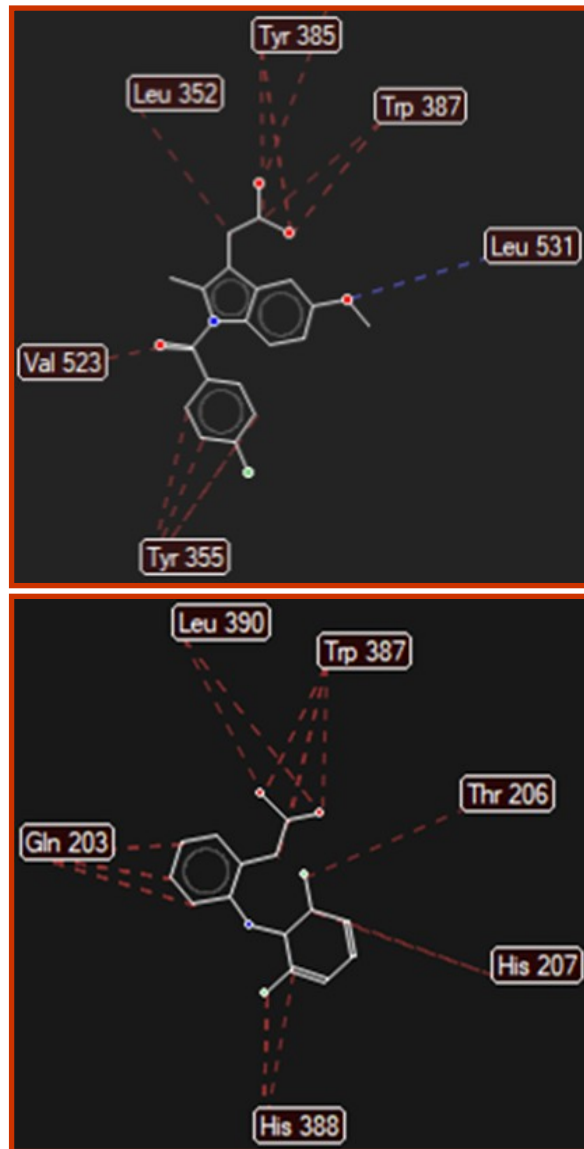 Tyr 385
Leu 352
Trp 387
Leu 531
Val 523
Tyr 355
Leu 390
Trp 387
Thr 206
Gln 203
His 207
His 388